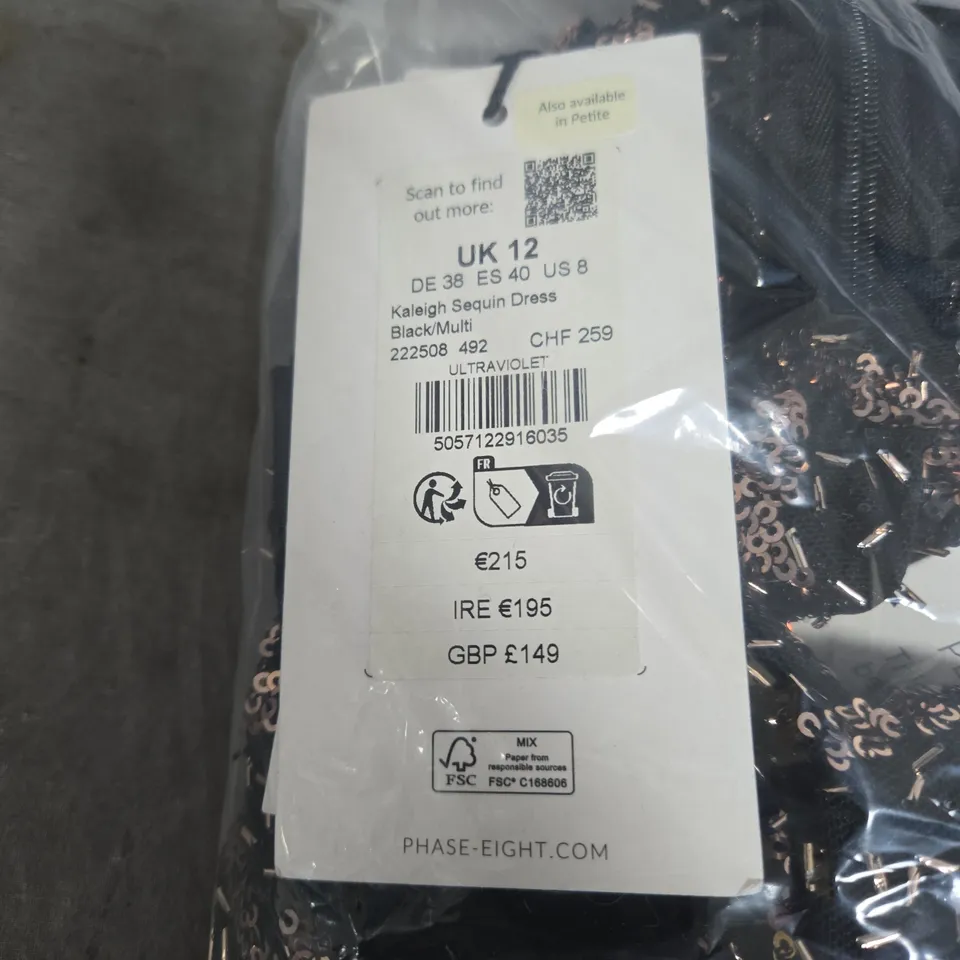 Also available
in Petite
Scan to find
out more:
UK 12
DE 38 ES 40 US 8
Kaleigh Sequin Dress
Black/Multi
222508 492 CHF 259
ULTRAVIOLET
5057122916035
FR
€215
IRE €195
GBP £149
MIX
Paper from
responsible sources
FSC
FSC® C168606
PHASE-EIGHT.COM